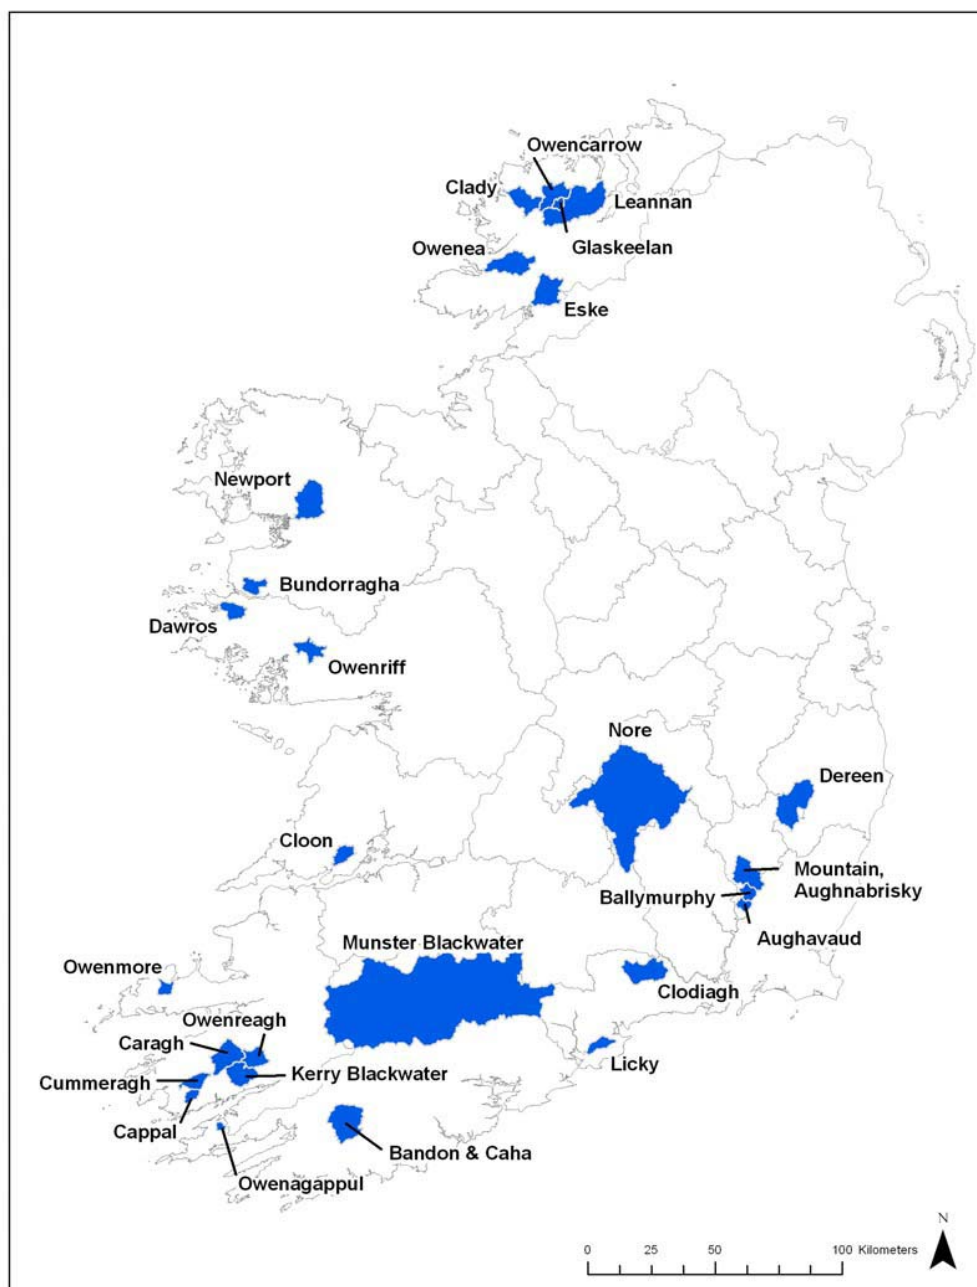 Owencarrow
Clady
Leannan
Glaskeelan
Owenea
Eske
Newport
Bundorragha
Dawros
Owenriff
Nore
Dereen
Cloon
Mountain,
Aughnabrisky
Ballymurphy
Aughavaud
Munster Blackwater
Owenmore
Clodiagh
Owenreagh
Caragh
Licky
Cummeragh
Kerry Blackwater
Cappal
Bandon & Caha
Owenagappul
N
0 25 50 100 Kilometers